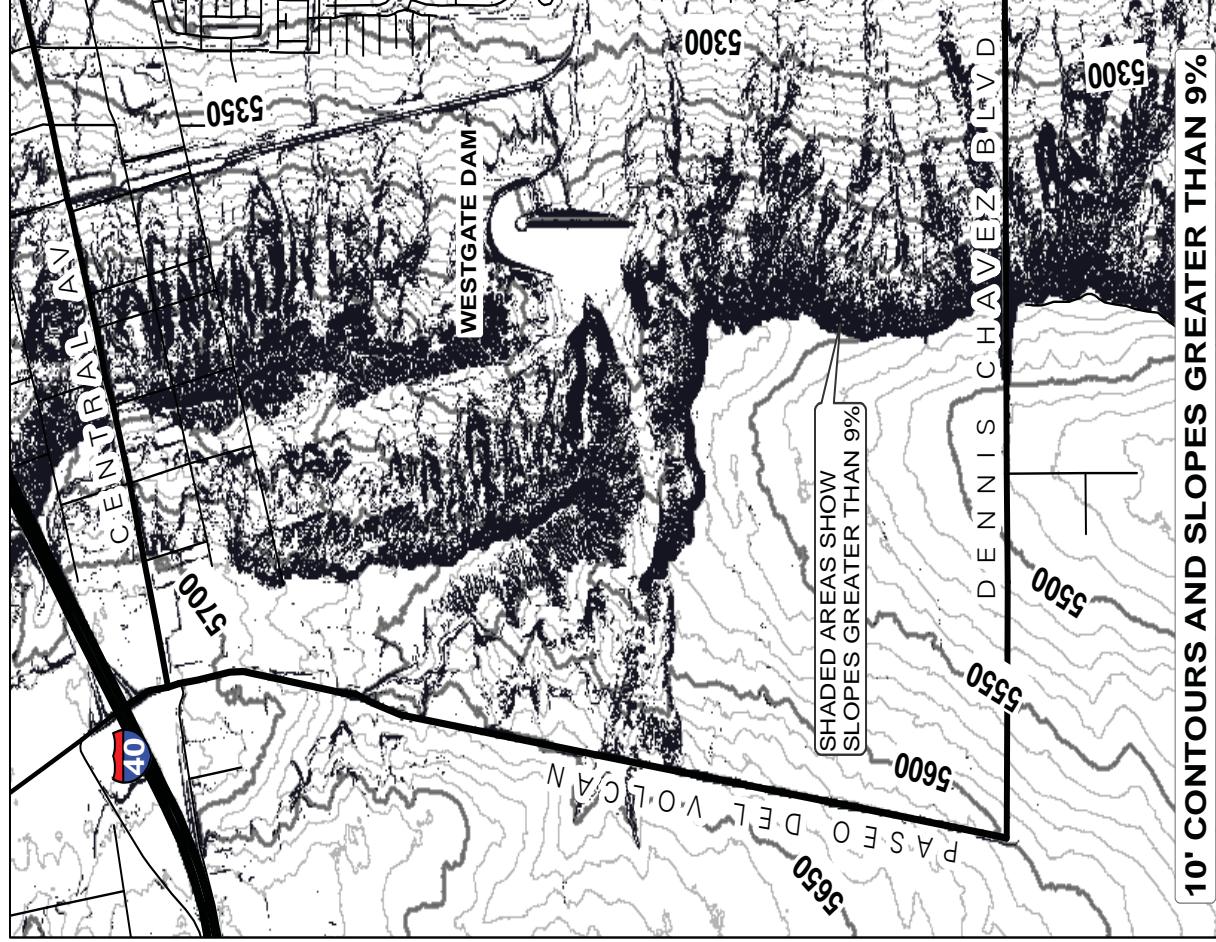 CENTRAL AV
5350
5300
WESTGATE DAM
5300
40
5700
SHADED AREAS SHOW
SLOPES GREATER THAN 9%
DENNIS CHAVEZ BLVD
5500
5550
5600
PASEO DEL VOLCAN
5650
10' CONTOURS AND SLOPES GREATER THAN 9%